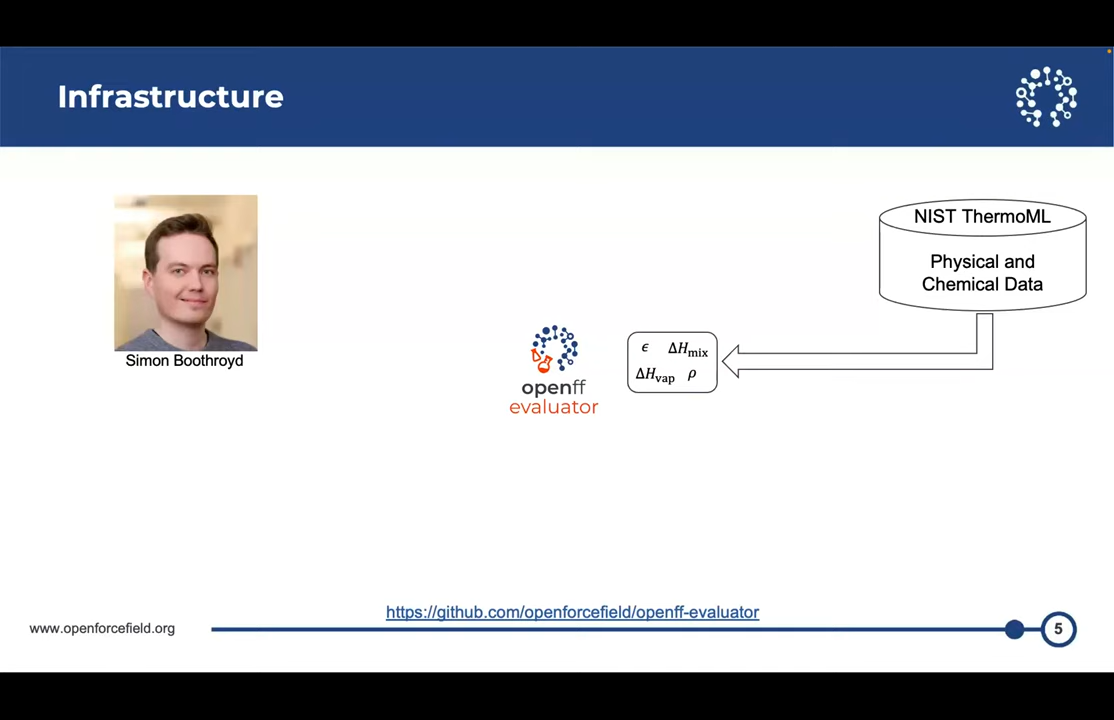 Infrastructure
Simon Boothroyd
NIST ThermoML
Physical and
Chemical Data
ϵ ΔHmix
ΔHvap ρ
openff
evaluator
https://github.com/openforcefield/openff-evaluator
www.openforcefield.org
5